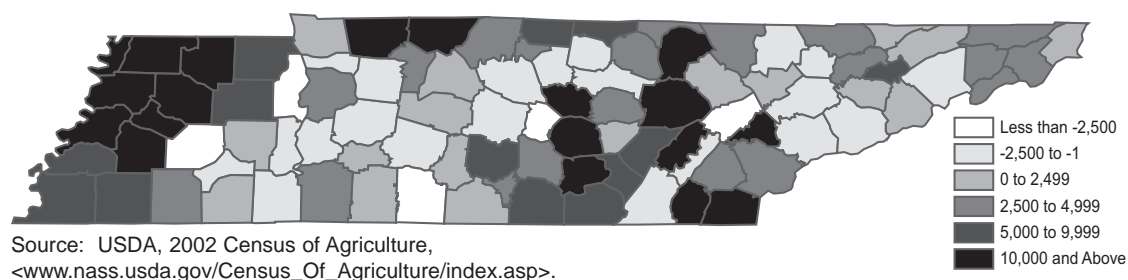 Less than -2,500
-2,500 to -1
0 to 2,499
2,500 to 4,999
5,000 to 9,999
10,000 and Above
Source: USDA, 2002 Census of Agriculture,
<www.nass.usda.gov/Census_Of_Agriculture/index.asp>.